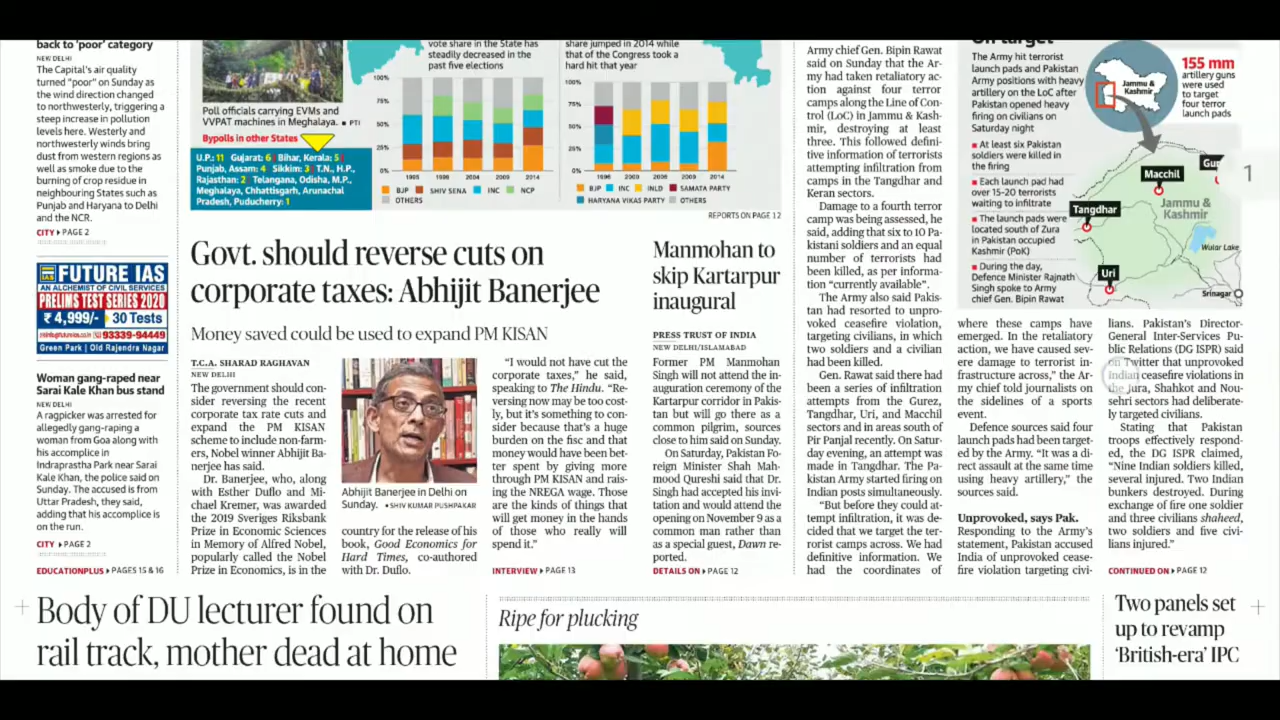 back to 'poor' category
NEW DELHI
The Capital's air quality
turned "poor" on Sunday as
the wind direction changed
to northwesterly, triggering a
steep increase in pollution
levels here. Westerly and
northwesterly winds bring
dust from western regions as
well as smoke due to the
burning of crop residue in
neighbouring States such as
Punjab and Haryana to Delhi
and the NCR.
CITY ▸ PAGE 2
FUTURE IAS
AN ALCHEMIST OF CIVIL SERVICES
PRELIMS TEST SERIES 2020
₹ 4,999/- 30 Tests
93339-94449
Green Park | Old Rajendra Nagar
Woman gang-raped near
Sarai Kale Khan bus stand
NEW DELHI
A ragpicker was arrested for
allegedly gang-raping a
woman from Goa along with
his accomplice in
Indraprastha Park near Sarai
Kale Khan, the police said on
Sunday. The accused is from
Uttar Pradesh, they said,
adding that his accomplice is
on the run.
CITY ▸ PAGE 2
EDUCATIONPLUS ▸ PAGES 15 & 16
Poll officials carrying EVMs and
VVPAT machines in Meghalaya. ▪ PTI
Bypolls in other States
U.P.: 11 Gujarat: 6 Bihar, Kerala: 5
Punjab, Assam: 4 Sikkim: 3 T.N., H.P.,
Rajasthan: 2 Telangana, Odisha, M.P.,
Meghalaya, Chhattisgarh, Arunachal
Pradesh, Puducherry: 1
vote share in the State has
steadily decreased in the
past five elections
100%
75%
50%
25%
0%
1995 1999 2004 2009 2014
BJP SHIV SENA INC NCP
OTHERS
share jumped in 2014 while
that of the Congress took a
hard hit that year
100%
75%
50%
25%
0%
1996 2000 2005 2009 2014
BJP INC INLD SAMATA PARTY
HARYANA VIKAS PARTY OTHERS
REPORTS ON PAGE 12
Govt. should reverse cuts on
corporate taxes: Abhijit Banerjee
Money saved could be used to expand PM KISAN
T.C.A. SHARAD RAGHAVAN
NEW DELHI
The government should con-
sider reversing the recent
corporate tax rate cuts and
expand the PM KISAN
scheme to include non-farm-
ers, Nobel winner Abhijit Ba-
nerjee has said.
Dr. Banerjee, who, along
with Esther Duflo and Mi-
chael Kremer, was awarded
the 2019 Sveriges Riksbank
Prize in Economic Sciences
in Memory of Alfred Nobel,
popularly called the Nobel
Prize in Economics, is in the
Abhijit Banerjee in Delhi on
Sunday. ▪ SHIV KUMAR PUSHPAKAR
country for the release of his
book, Good Economics for
Hard Times, co-authored
with Dr. Duflo.
"I would not have cut the
corporate taxes," he said,
speaking to The Hindu. "Re-
versing now may be too cost-
ly, but it's something to con-
sider because that's a huge
burden on the fisc and that
money would have been bet-
ter spent by giving more
through PM KISAN and rais-
ing the NREGA wage. Those
are the kinds of things that
will get money in the hands
of those who really will
spend it."
INTERVIEW ▸ PAGE 13
Manmohan to
skip Kartarpur
inaugural
PRESS TRUST OF INDIA
NEW DELHI/ISLAMABAD
Former PM Manmohan
Singh will not attend the in-
auguration ceremony of the
Kartarpur corridor in Pakis-
tan but will go there as a
common pilgrim, sources
close to him said on Sunday.
On Saturday, Pakistan Fo-
reign Minister Shah Mah-
mood Qureshi said that Dr.
Singh had accepted his invi-
tation and would attend the
opening on November 9 as a
common man rather than
as a special guest, Dawn re-
ported.
DETAILS ON ▸ PAGE 12
Army chief Gen. Bipin Rawat
said on Sunday that the Ar-
my had taken retaliatory ac-
tion against four terror
camps along the Line of Con-
trol (LoC) in Jammu & Kash-
mir, destroying at least
three. This followed defini-
tive information of terrorists
attempting infiltration from
camps in the Tangdhar and
Keran sectors.
Damage to a fourth terror
camp was being assessed, he
said, adding that six to 10 Pa-
kistani soldiers and an equal
number of terrorists had
been killed, as per informa-
tion "currently available".
The Army also said Pakis-
tan had resorted to unpro-
voked ceasefire violation,
targeting civilians, in which
two soldiers and a civilian
had been killed.
Gen. Rawat said there had
been a series of infiltration
attempts from the Gurez,
Tangdhar, Uri, and Macchil
sectors and in areas south of
Pir Panjal recently. On Satur-
day evening, an attempt was
made in Tangdhar. The Pa-
kistan Army started firing on
Indian posts simultaneously.
"But before they could at-
tempt infiltration, it was de-
cided that we target the ter-
rorist camps across. We had
definitive information. We
had the coordinates of
On target
The Army hit terrorist
launch pads and Pakistan
Army positions with heavy
artillery on the LoC after
Pakistan opened heavy
firing on civilians on
Saturday night
■ At least six Pakistan
soldiers were killed in
the firing
■ Each launch pad had
over 15-20 terrorists
waiting to infiltrate
■ The launch pads were
located south of Zura
in Pakistan occupied
Kashmir (PoK)
■ During the day,
Defence Minister Rajnath
Singh spoke to Army
chief Gen. Bipin Rawat
Jammu &
Kashmir
155 mm
artillery guns
were used
to target
four terror
launch pads
Macchil
Tangdhar
Jammu &
Kashmir
Wular Lake
Uri
Srinagar
1
where these camps have
emerged. In the retaliatory
action, we have caused sev-
ere damage to terrorist in-
frastructure across," the Ar-
my chief told journalists on
the sidelines of a sports
event.
Defence sources said four
launch pads had been target-
ed by the Army. "It was a di-
rect assault at the same time
using heavy artillery," the
sources said.
Unprovoked, says Pak.
Responding to the Army's
statement, Pakistan accused
India of unprovoked cease-
fire violation targeting civi-
lians. Pakistan's Director-
General Inter-Services Pu-
blic Relations (DG ISPR) said
on Twitter that unprovoked
Indian ceasefire violations in
the Jura, Shahkot and Nou-
sehri sectors had deliberate-
ly targeted civilians.
Stating that Pakistan
troops effectively respond-
ed, the DG ISPR claimed,
"Nine Indian soldiers killed,
several injured. Two Indian
bunkers destroyed. During
exchange of fire one soldier
and three civilians shaheed,
two soldiers and five civi-
lians injured."
CONTINUED ON ▸ PAGE 12
Body of DU lecturer found on
rail track, mother dead at home
Ripe for plucking
Two panels set
up to revamp
'British-era' IPC